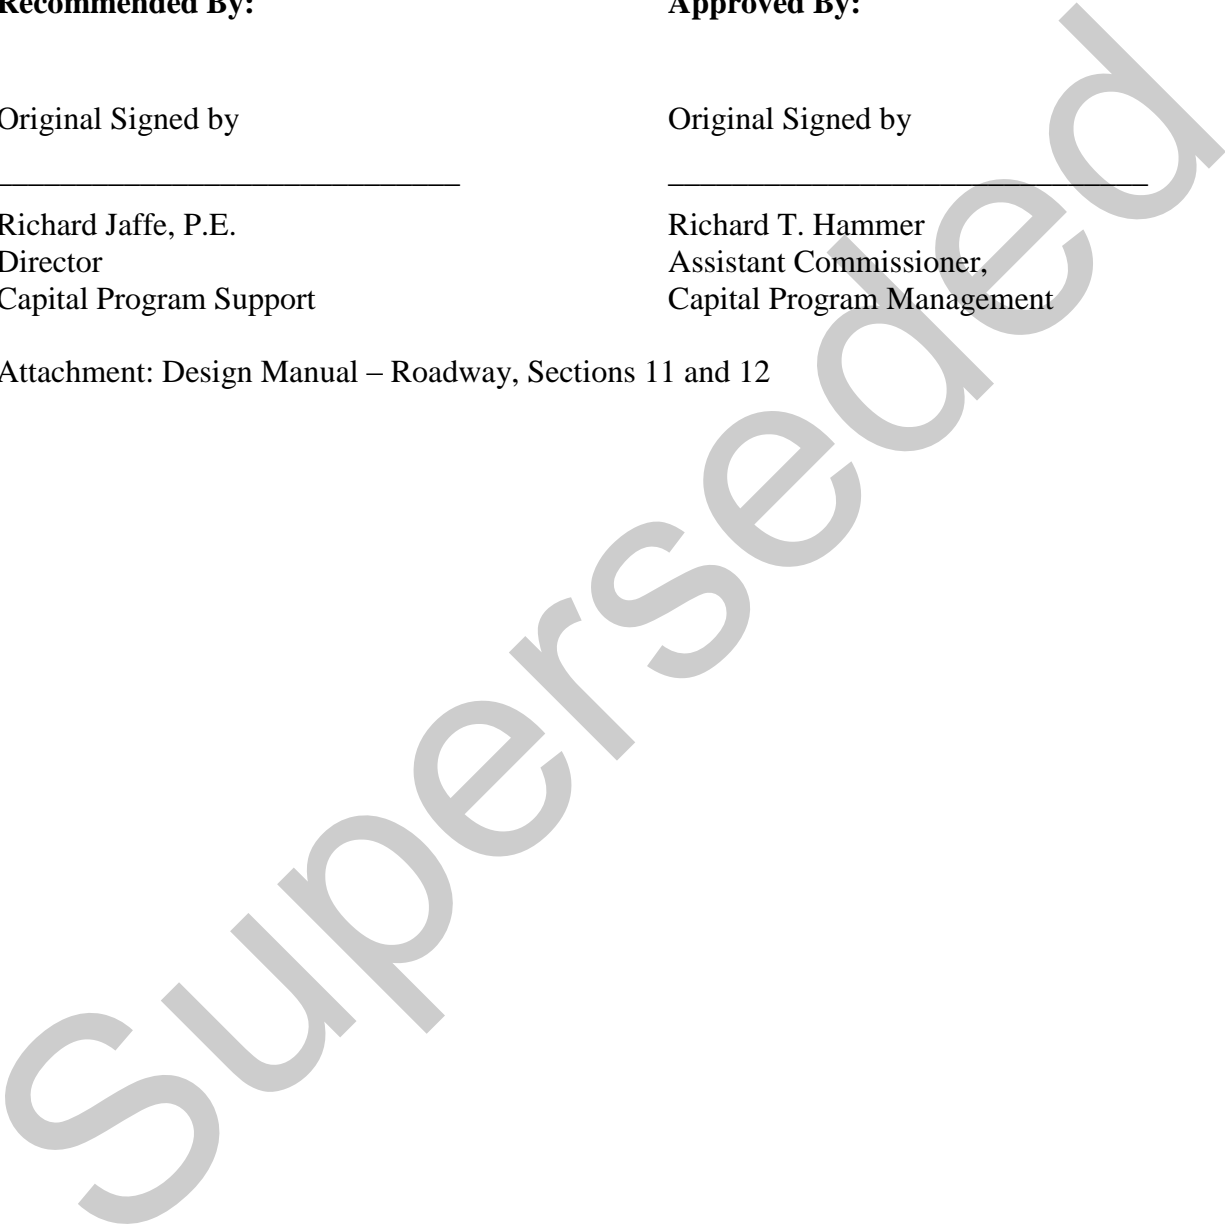 Recommended By:
Approved By:
Original Signed by
Original Signed by
Richard Jaffe, P.E.
Director
Capital Program Support
Richard T. Hammer
Assistant Commissioner,
Capital Program Management
Attachment: Design Manual – Roadway, Sections 11 and 12
Superseded